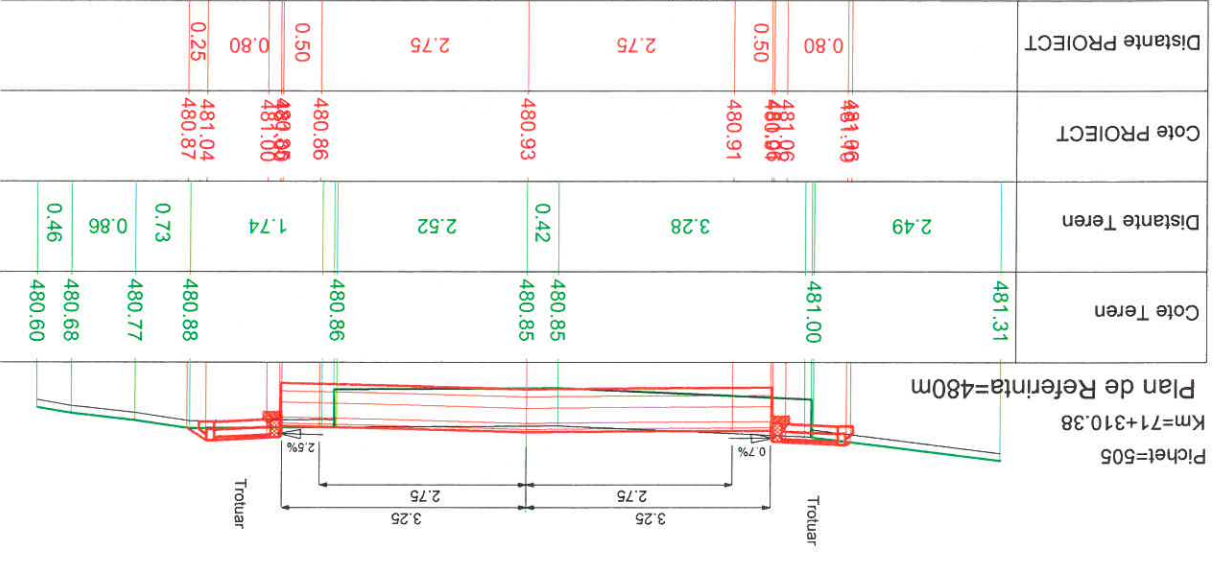 3.25 3.25
Trotuar 2.75 2.75 Trotuar
Pichet=505
Km=71+310.38
0.7% 2.5%
Plan de Referinta=480m
Cote Teren 481.31 481.00 480.85 480.85 480.86 480.88 480.77 480.68 480.60
Distante Teren 2.49 3.28 0.42 2.52 1.74 0.73 0.86 0.46
Cote PROIECT 481.06 481.06 480.91 480.93 480.86 481.00 481.04 480.87
Distante PROIECT 0.80 0.50 2.75 2.75 0.50 0.80 0.25